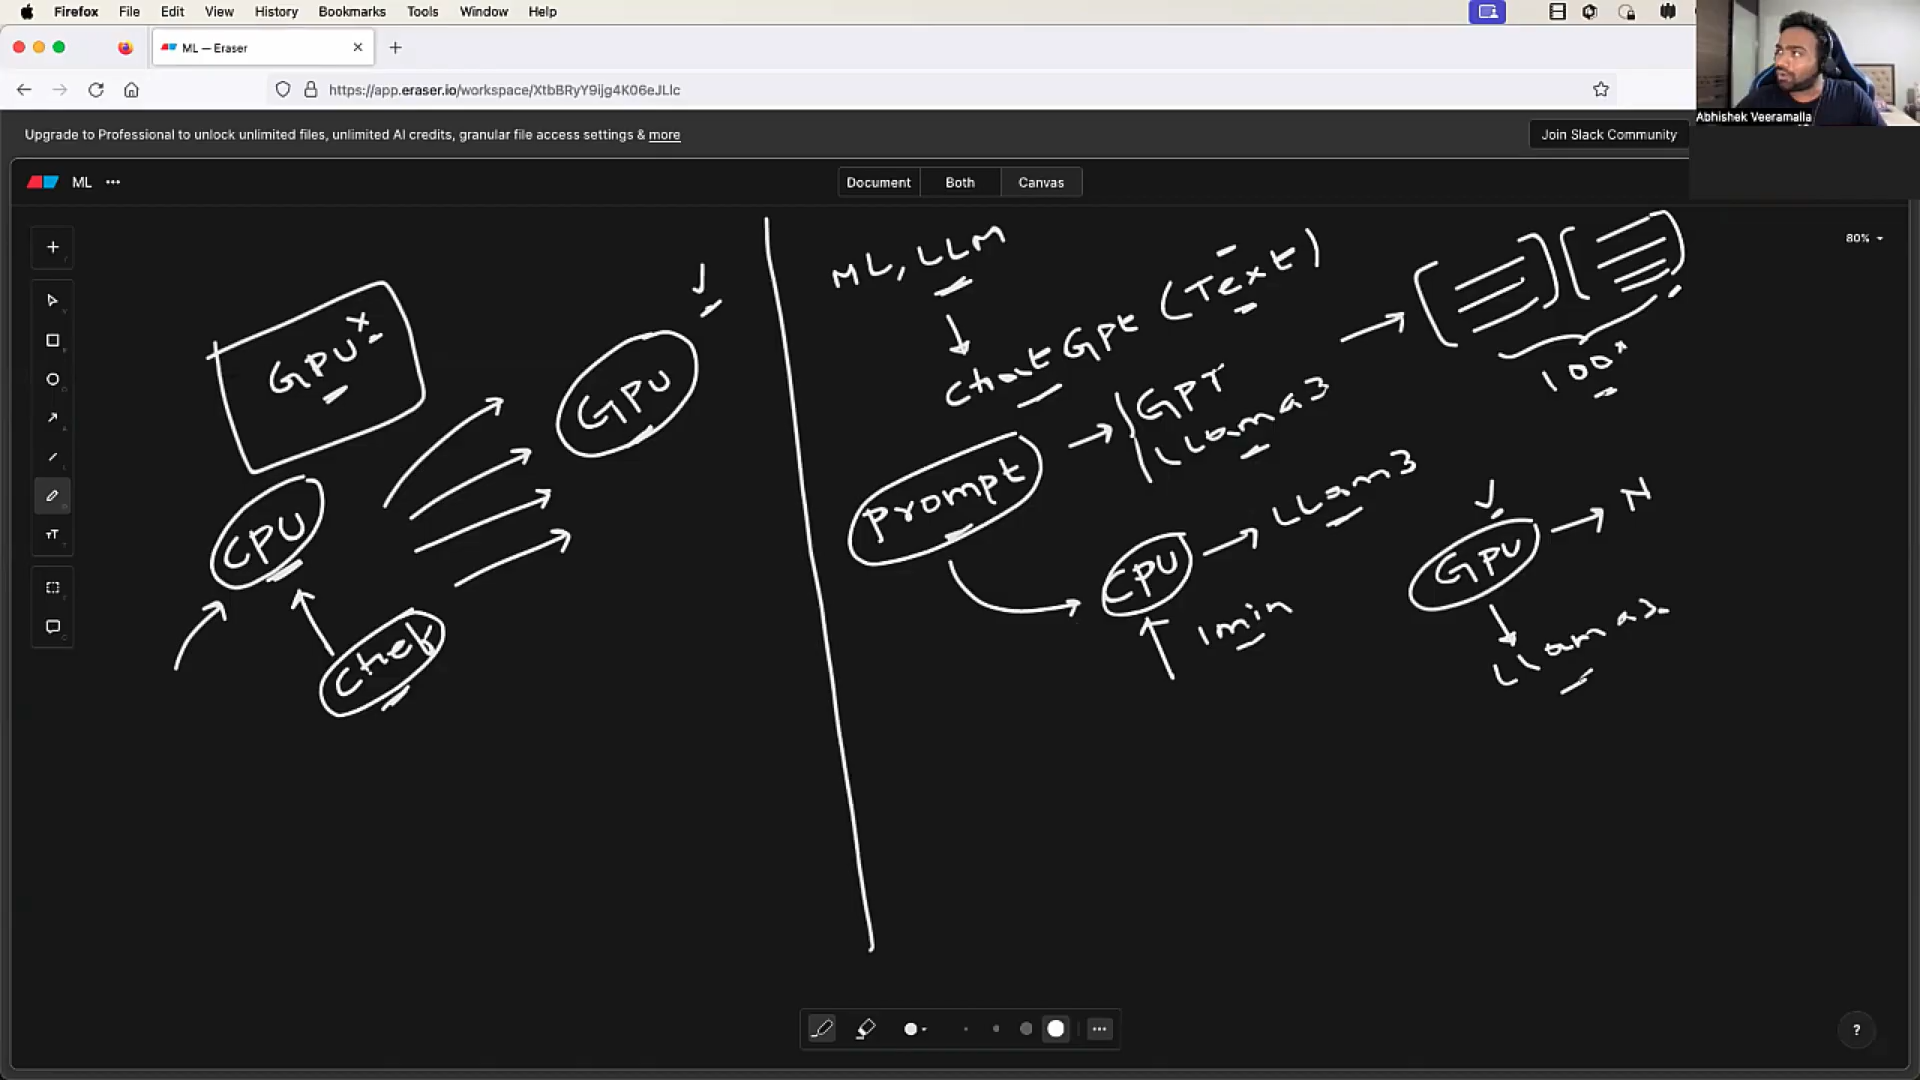 Firefox File Edit View History Bookmarks Tools Window Help
ML — Eraser
https://app.eraser.io/workspace/XtbBRyY9ijg4K06eJLlc
Abhishek Veeramalla
Upgrade to Professional to unlock unlimited files, unlimited AI credits, granular file access settings & more
Join Slack Community
ML
Document Both Canvas
80%
GPU x
CPU
Chef
GPU
ML, LLM
ChatGpt (Text)
100x
Prompt
GPT
LLama3
CPU
LLam3
1min
GPU
N
LLama3
?